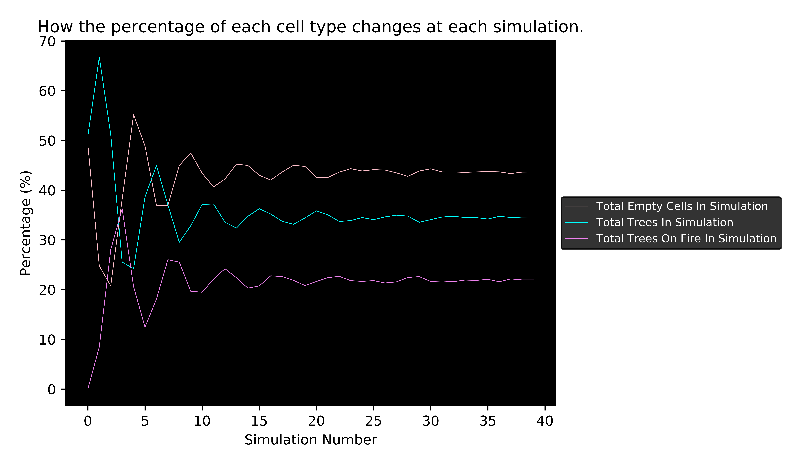 How the percentage of each cell type changes at each simulation.
70
60
50
40
30
20
10
0
Percentage (%)
0 5 10 15 20 25 30 35 40
Simulation Number
Total Empty Cells In Simulation
Total Trees In Simulation
Total Trees On Fire In Simulation